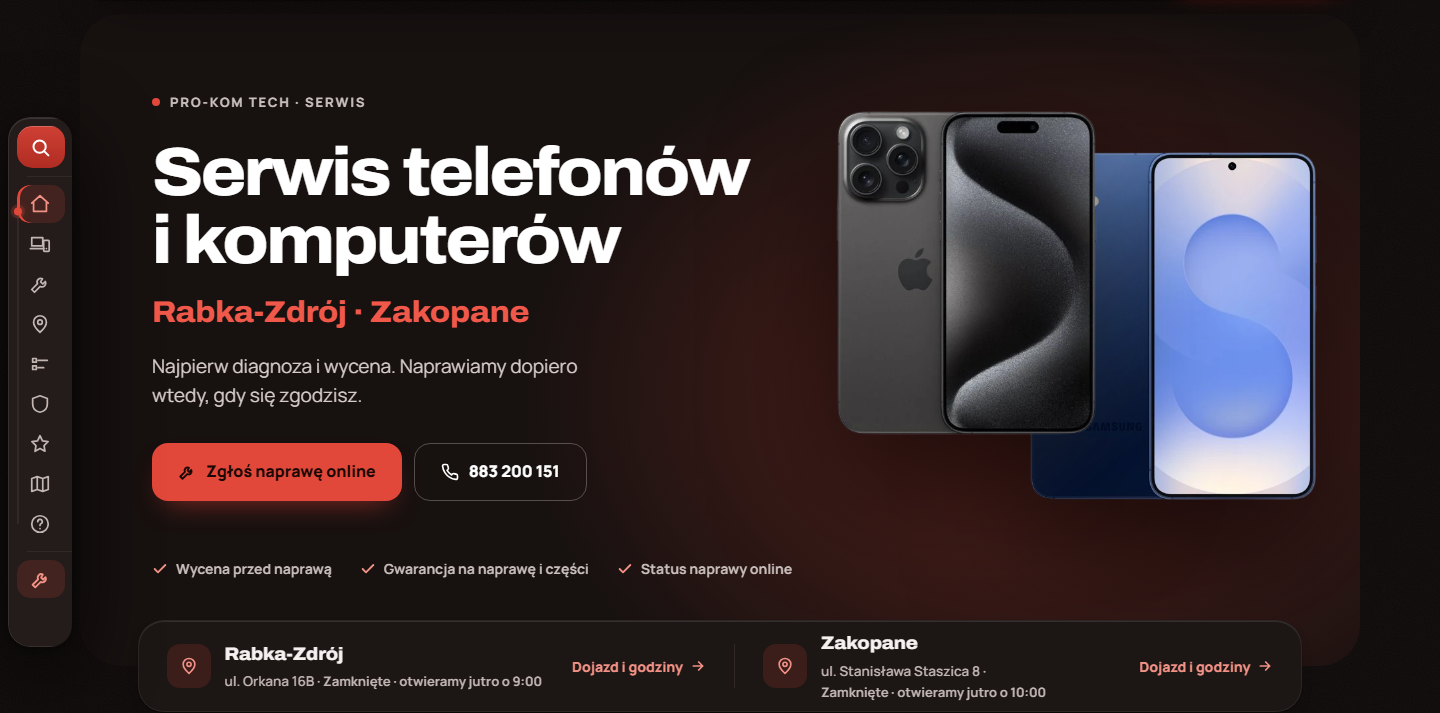 PRO-KOM TECH · SERWIS
Serwis telefonów
i komputerów
Rabka-Zdrój · Zakopane
Najpierw diagnoza i wycena. Naprawiamy dopiero
wtedy, gdy się zgodzisz.
Zgłoś naprawę online
883 200 151
SAMSUNG
Wycena przed naprawą
Gwarancja na naprawę i części
Status naprawy online
Rabka-Zdrój
ul. Orkana 16B · Zamknięte · otwieramy jutro o 9:00
Dojazd i godziny
Zakopane
ul. Stanisława Staszica 8 ·
Zamknięte · otwieramy jutro o 10:00
Dojazd i godziny